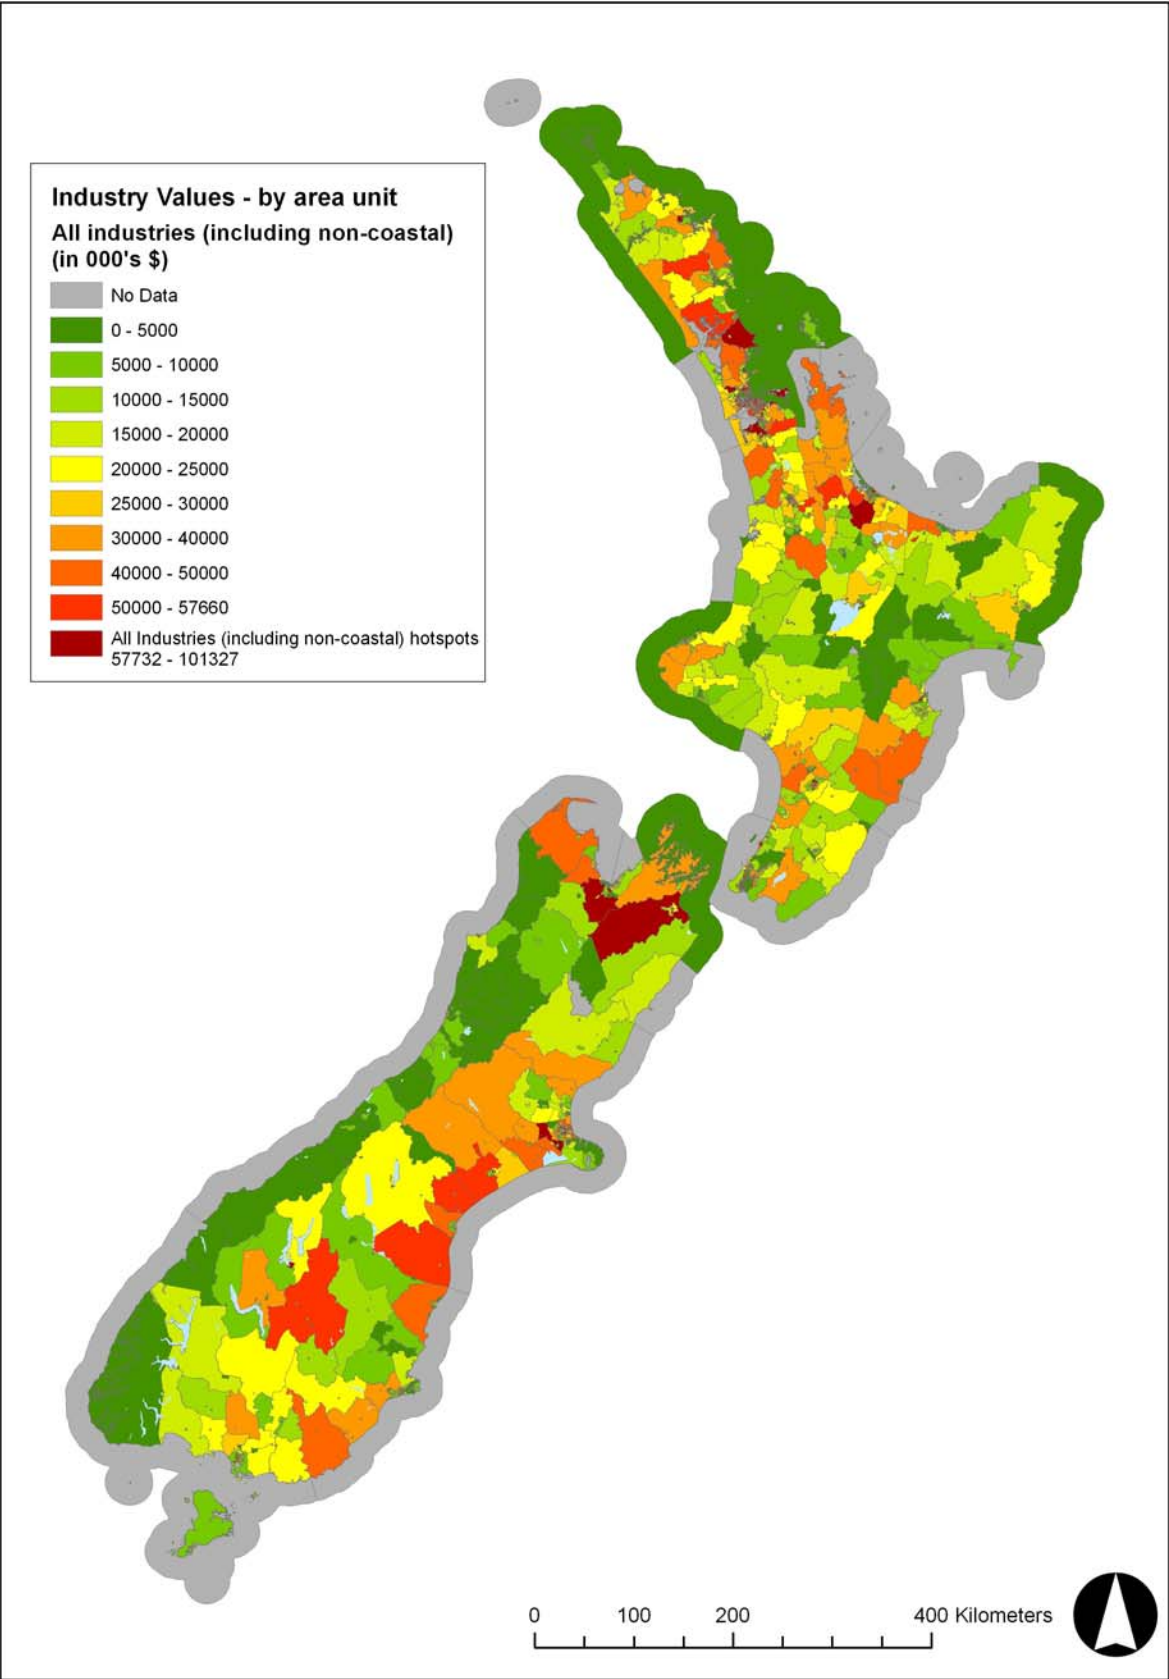 Industry Values - by area unit
All industries (including non-coastal)
(in 000's $)
No Data
0 - 5000
5000 - 10000
10000 - 15000
15000 - 20000
20000 - 25000
25000 - 30000
30000 - 40000
40000 - 50000
50000 - 57660
All Industries (including non-coastal) hotspots
57732 - 101327
0 100 200 400 Kilometers